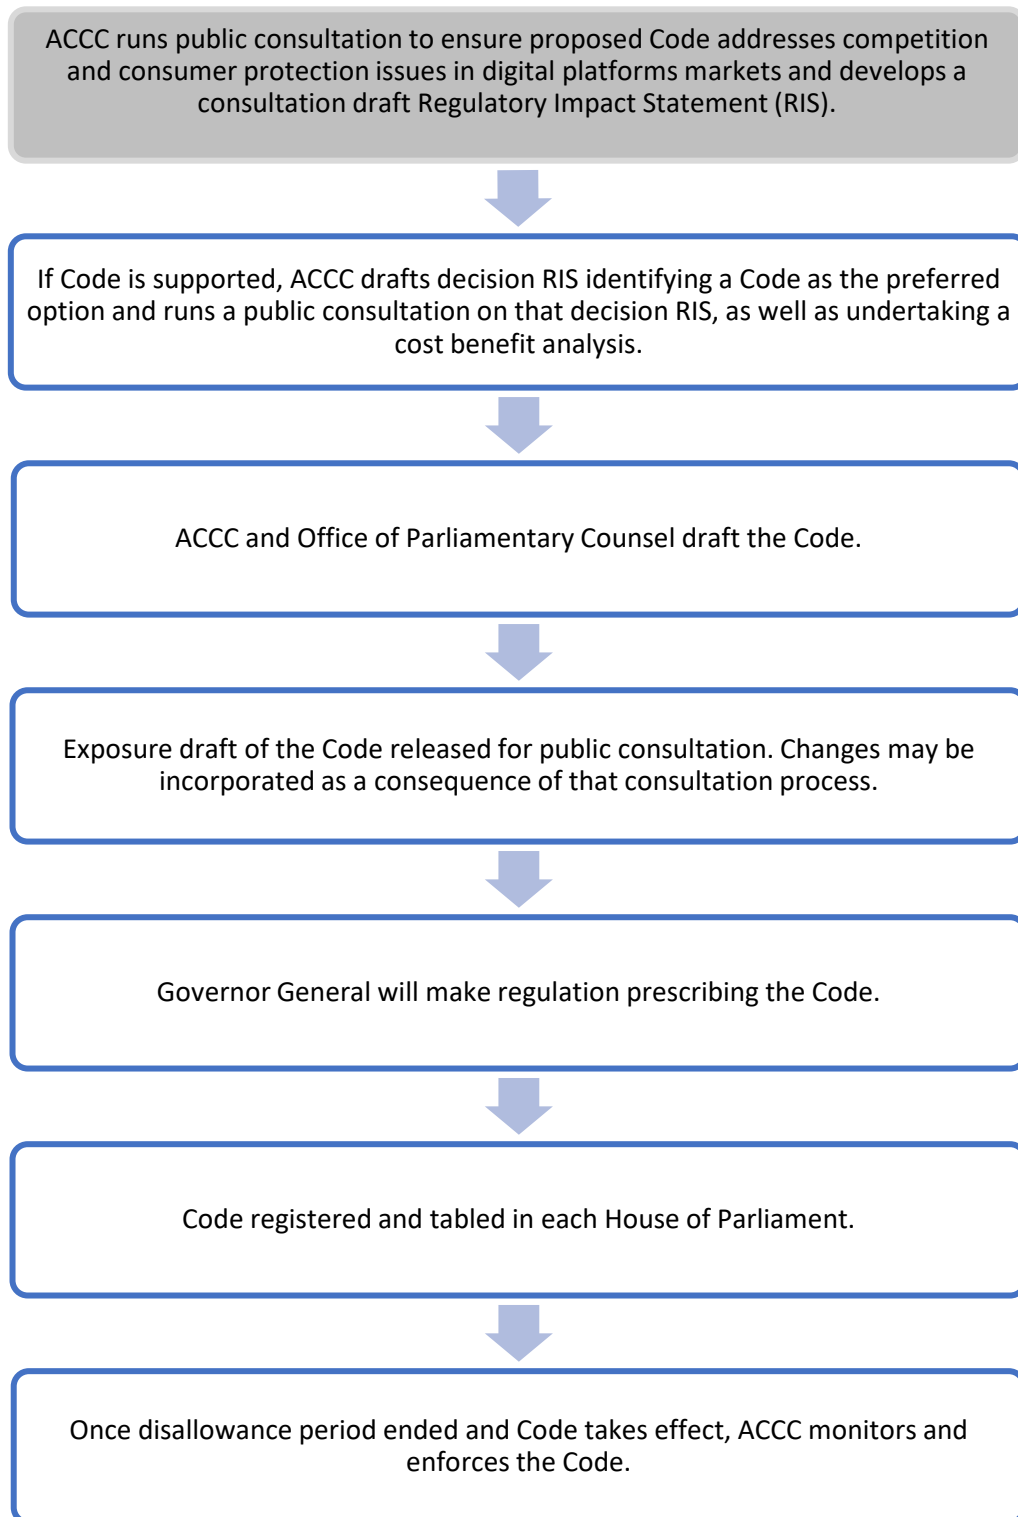 ACCC runs public consultation to ensure proposed Code addresses competition
and consumer protection issues in digital platforms markets and develops a
consultation draft Regulatory Impact Statement (RIS).
If Code is supported, ACCC drafts decision RIS identifying a Code as the preferred
option and runs a public consultation on that decision RIS, as well as undertaking a
cost benefit analysis.
ACCC and Office of Parliamentary Counsel draft the Code.
Exposure draft of the Code released for public consultation. Changes may be
incorporated as a consequence of that consultation process.
Governor General will make regulation prescribing the Code.
Code registered and tabled in each House of Parliament.
Once disallowance period ended and Code takes effect, ACCC monitors and
enforces the Code.